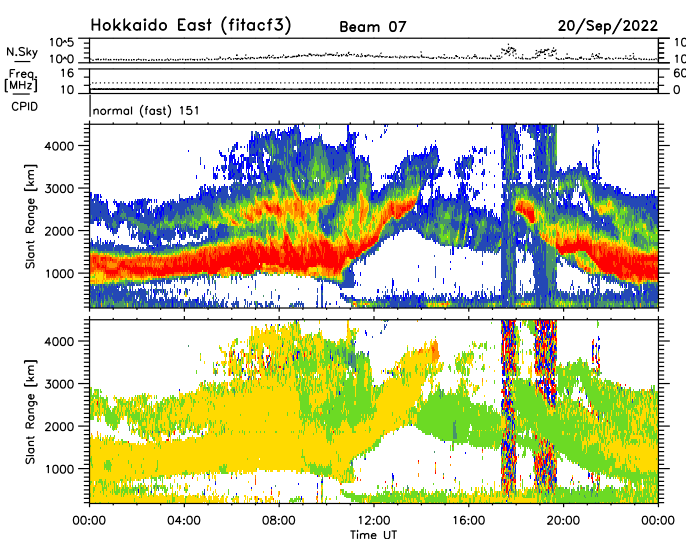 Hokkaido East (fitacf3) Beam 07 20/Sep/2022
N.Sky 10^5 10^0
Freq. [MHz] 16 10 60 0
CPID normal (fast) 151
Slant Range [km] 4000 3000 2000 1000
Slant Range [km] 4000 3000 2000 1000
00:00 04:00 08:00 12:00 16:00 20:00 00:00
Time UT